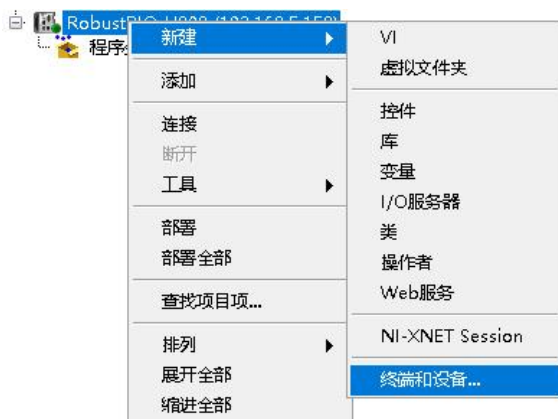 Robust
程序
新建
添加
连接
断开
工具
部署
部署全部
查找项目项...
排列
展开全部
缩进全部
VI
虚拟文件夹
控件
库
变量
I/O服务器
类
操作者
Web服务
NI-XNET Session
终端和设备...